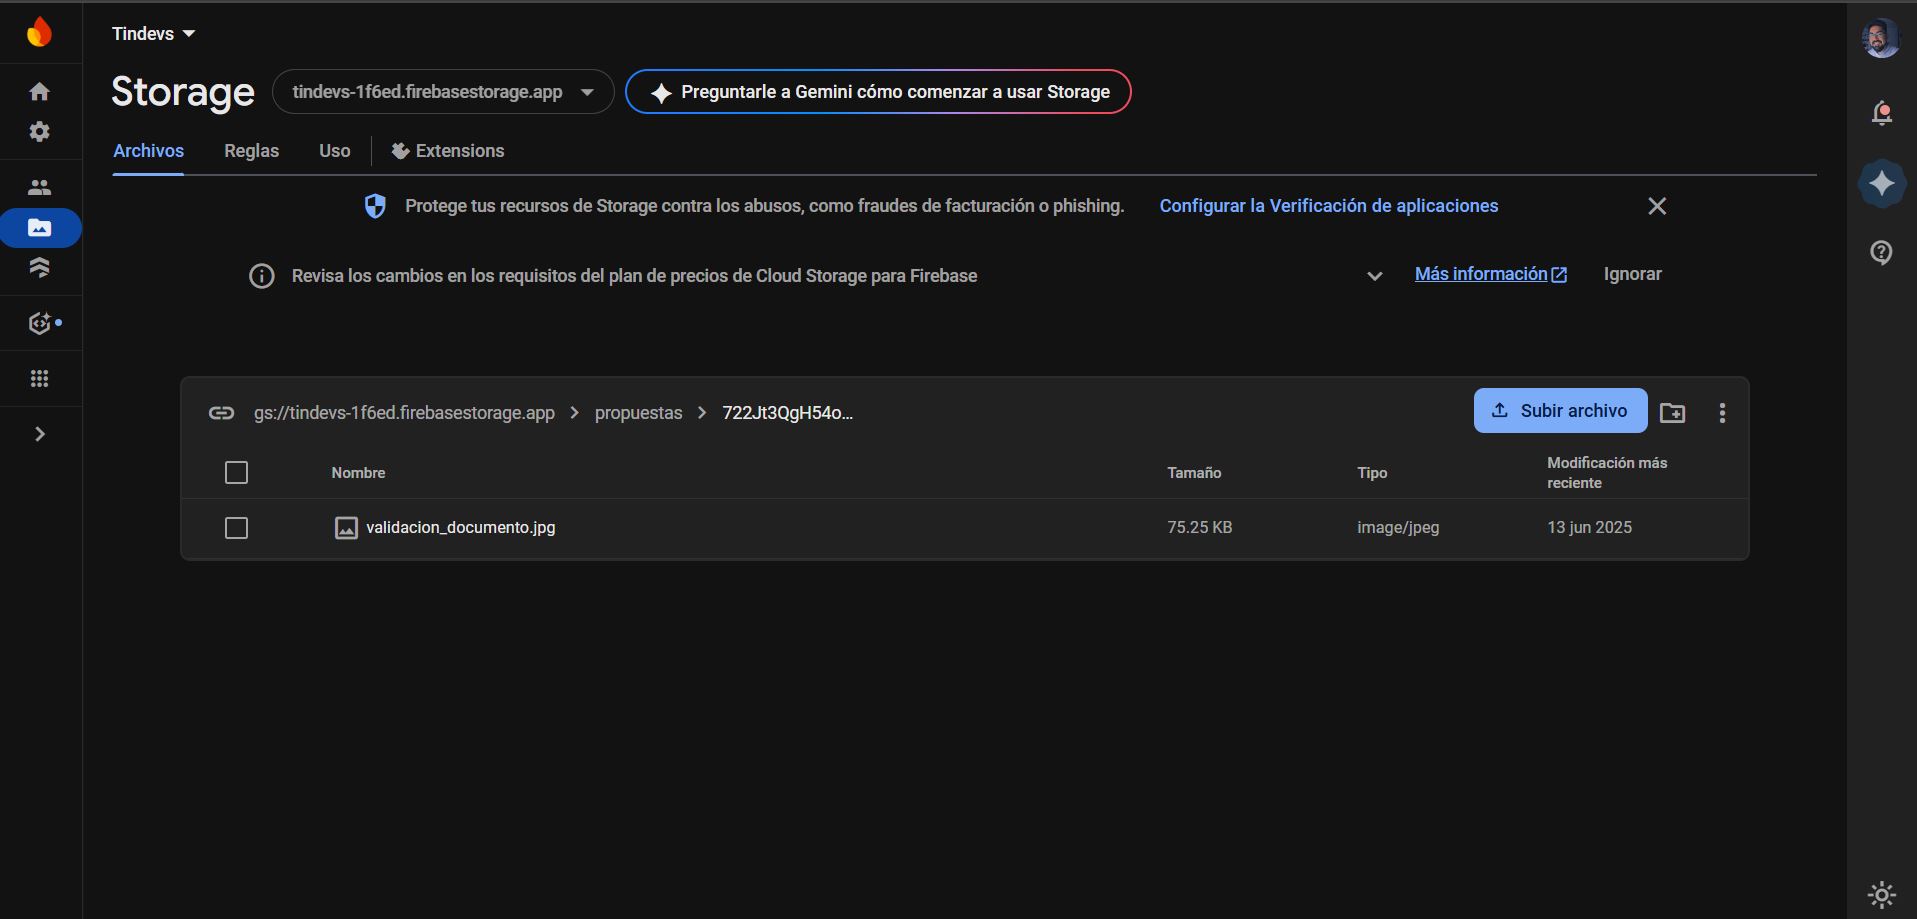 Tindevs
Storage
tindevs-1f6ed.firebasestorage.app
Preguntarle a Gemini cómo comenzar a usar Storage
Archivos
Reglas
Uso
Extensions
Protege tus recursos de Storage contra los abusos, como fraudes de facturación o phishing.
Configurar la Verificación de aplicaciones
Revisa los cambios en los requisitos del plan de precios de Cloud Storage para Firebase
Más información
Ignorar
gs://tindevs-1f6ed.firebasestorage.app
propuestas
722Jt3QgH54o...
Subir archivo
Nombre
Tamaño
Tipo
Modificación más
reciente
validacion_documento.jpg
75.25 KB
image/jpeg
13 jun 2025